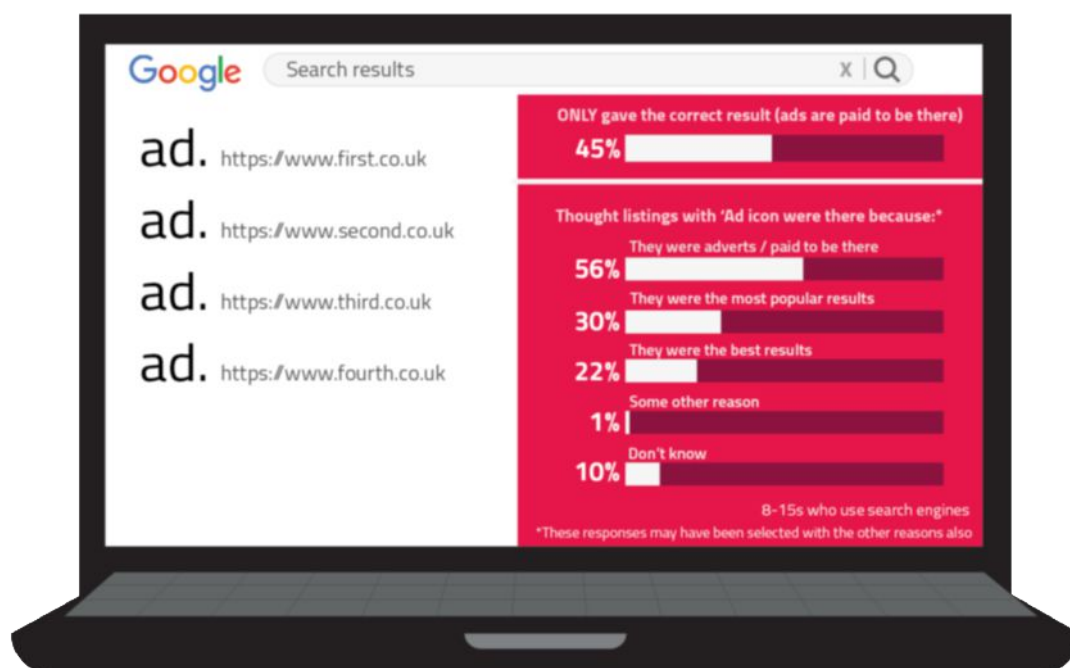 Google Search results X
ad. https://www.first.co.uk
ad. https://www.second.co.uk
ad. https://www.third.co.uk
ad. https://www.fourth.co.uk
ONLY gave the correct result (ads are paid to be there)
45%
Thought listings with ‘Ad icon were there because:*
They were adverts / paid to be there
56%
They were the most popular results
30%
They were the best results
22%
Some other reason
1%
Don't know
10%
8-15s who use search engines
*These responses may have been selected with the other reasons also